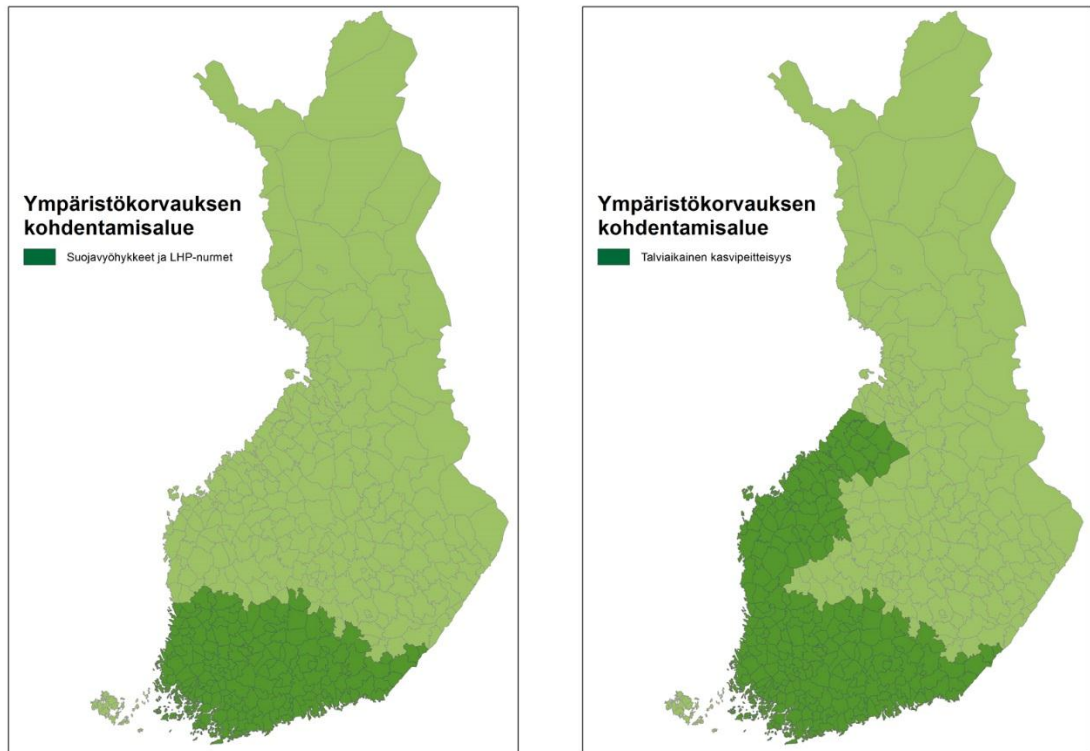 Ympäristökorvauksen
kohdentamisalue
Suojavyöhykkeet ja LHP-nurmet
Ympäristökorvauksen
kohdentamisalue
Talviaikainen kasvipeitteisyys